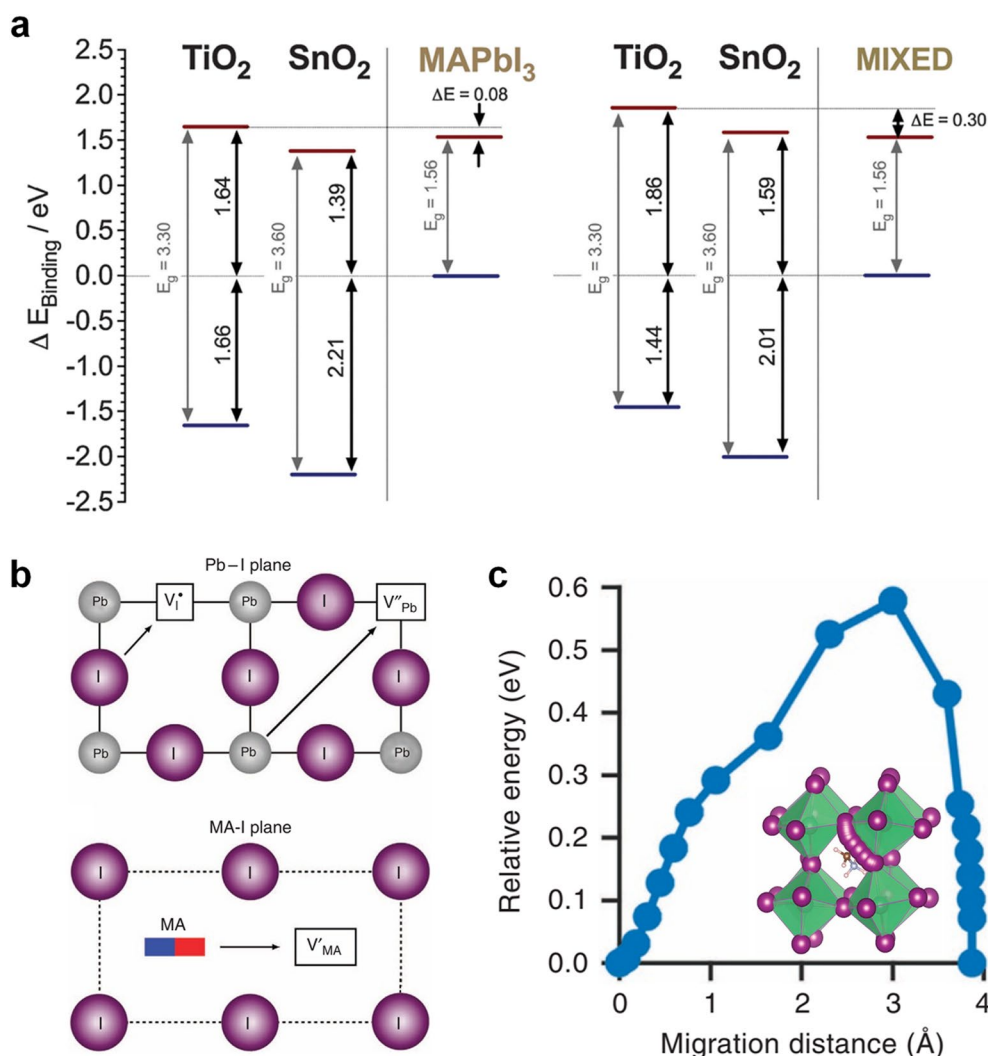 a
2.5
2.0
1.5
1.0
0.5
0.0
-0.5
-1.0
-1.5
-2.0
-2.5
Δ E_Binding / eV
TiO₂ SnO₂ MAPbI₃
ΔE = 0.08
E_g = 3.30
1.64
1.66
E_g = 3.60
1.39
2.21
E_g = 1.56
TiO₂ SnO₂ MIXED
ΔE = 0.30
E_g = 3.30
1.86
1.44
E_g = 3.60
1.59
2.01
E_g = 1.56
b
Pb–I plane
Pb V_I^• Pb I V″_Pb
I I I
Pb I Pb I Pb
MA-I plane
I I I
MA V′_MA
I I I
c
0.6
0.5
0.4
0.3
0.2
0.1
0.0
Relative energy (eV)
0 1 2 3 4
Migration distance (Å)